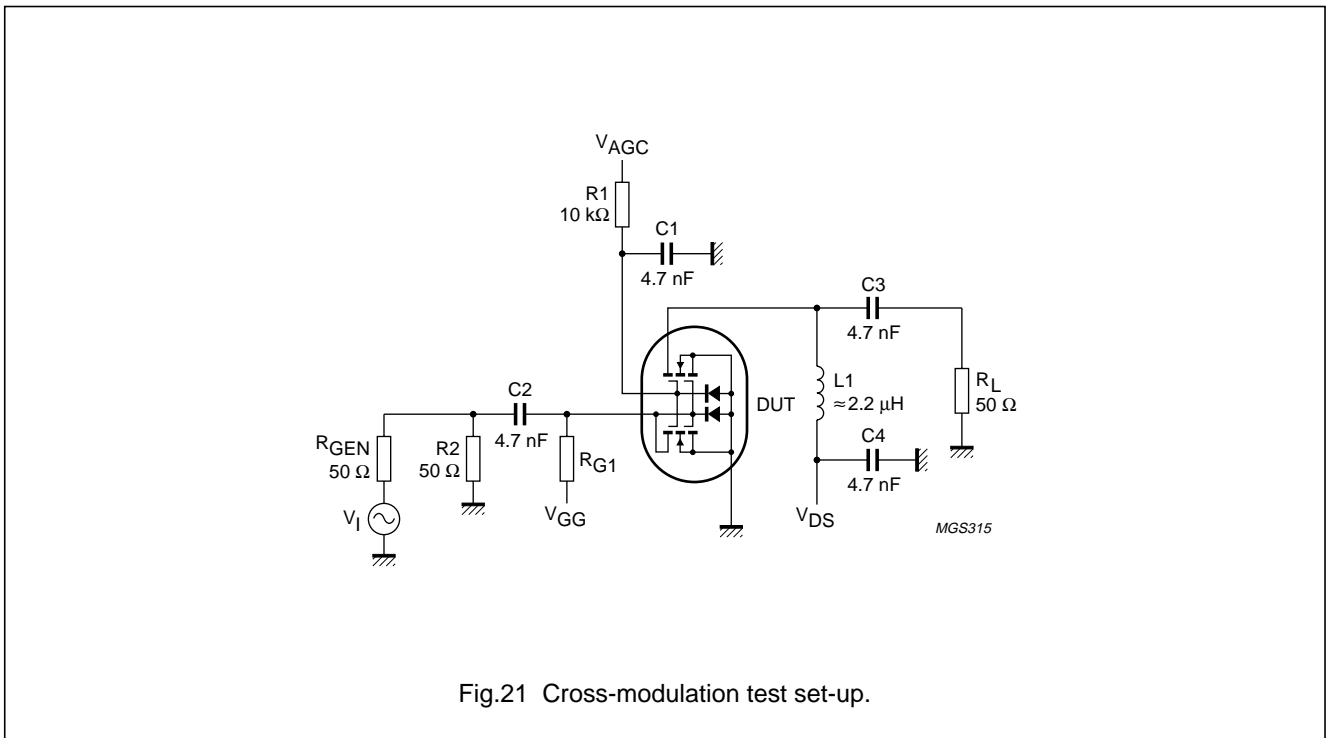 VAGC
R1
10 kΩ
C1
4.7 nF
C3
4.7 nF
L1
≈2.2 μH
RL
50 Ω
C2
4.7 nF
DUT
RGEN
50 Ω
R2
50 Ω
RG1
C4
4.7 nF
VI
VGG
VDS
MGS315
Fig.21 Cross-modulation test set-up.